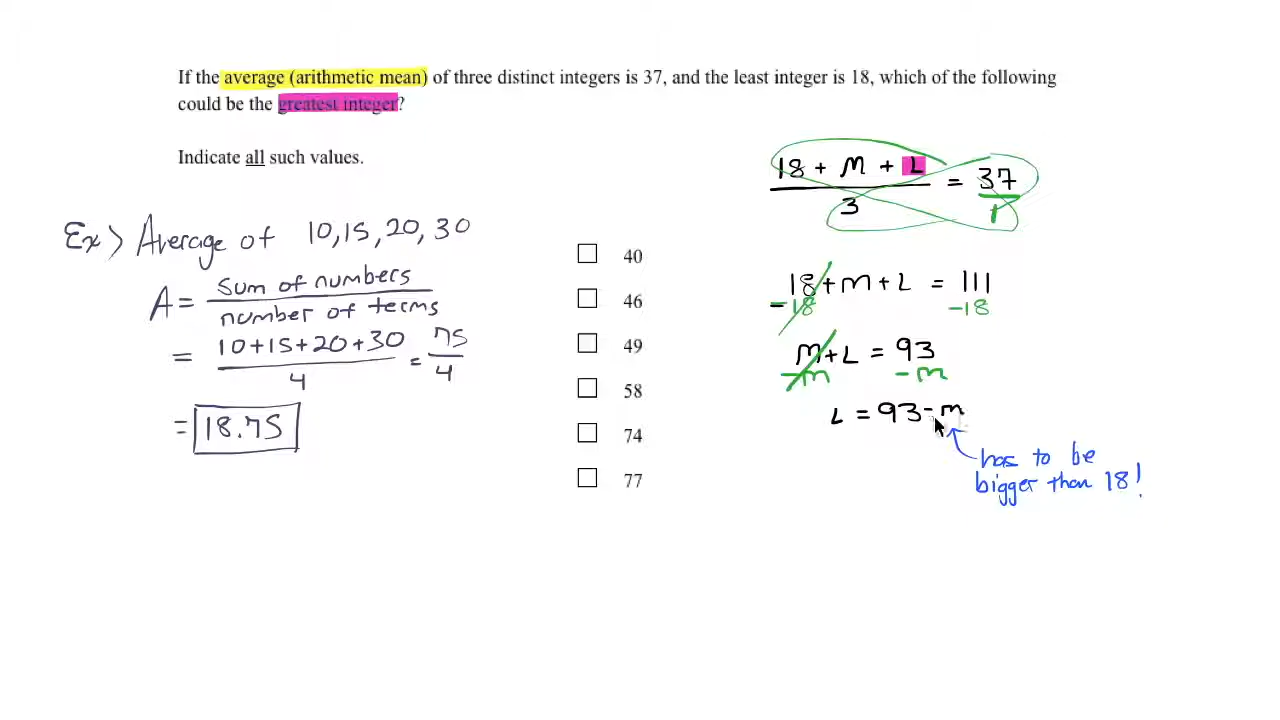 If the average (arithmetic mean) of three distinct integers is 37, and the least integer is 18, which of the following
could be the greatest integer?
Indicate all such values.
Ex> Average of 10,15,20,30
A = sum of numbers
number of terms
= 10+15+20+30 = 75
4 4
= 18.75
40
46
49
58
74
77
18 + M + L = 37
3 1
18 + M + L = 111
-18 -18
M + L = 93
-M -M
L = 93 - M
has to be
bigger than 18!